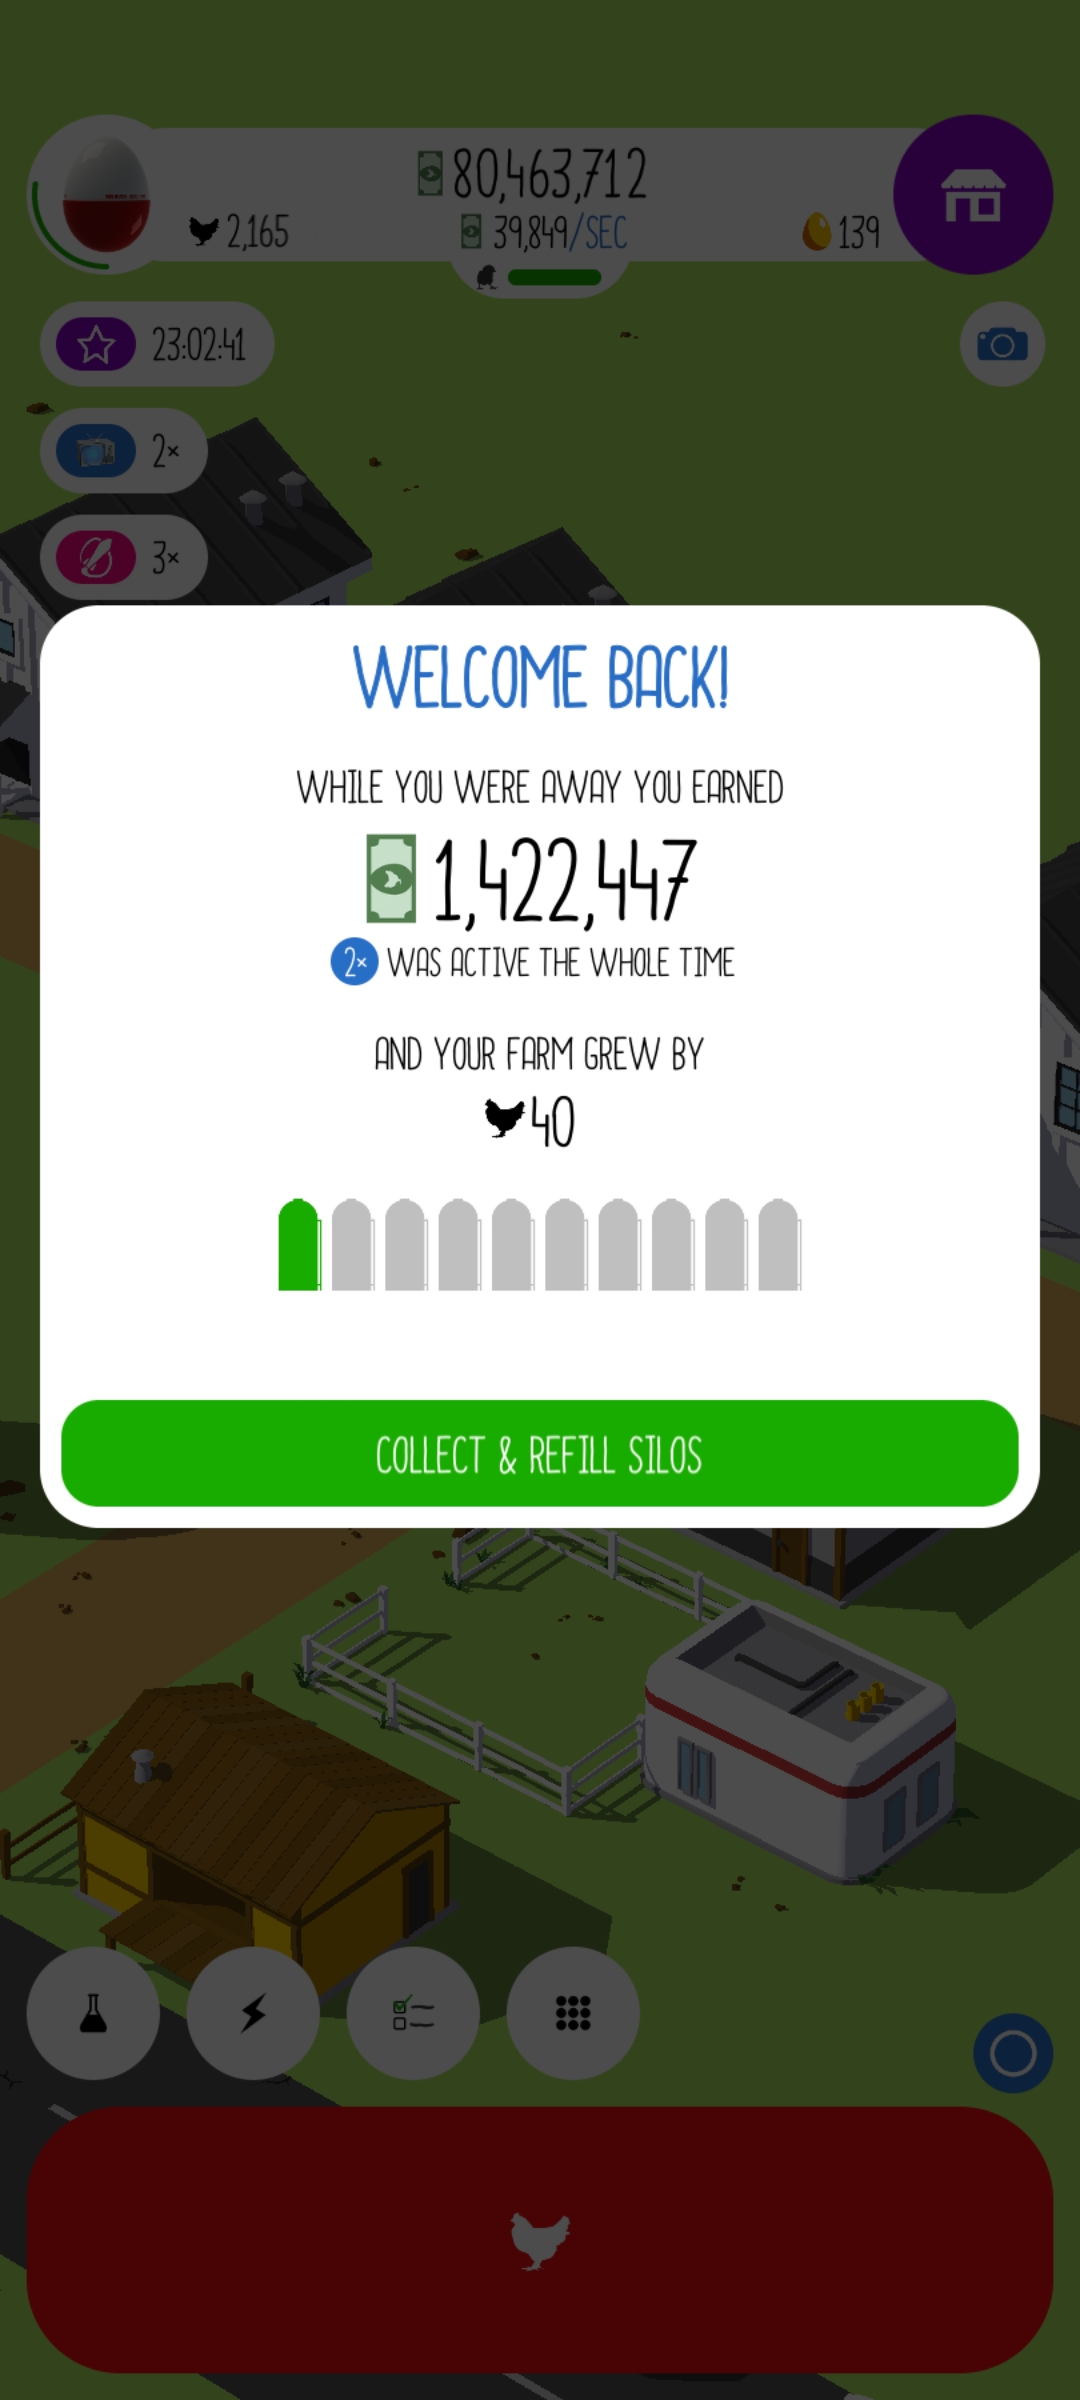 80,463,712
2,165
39,849/SEC
139
23:02:41
2×
3×
WELCOME BACK!
WHILE YOU WERE AWAY YOU EARNED
1,422,447
2× WAS ACTIVE THE WHOLE TIME
AND YOUR FARM GREW BY
40
COLLECT & REFILL SILOS